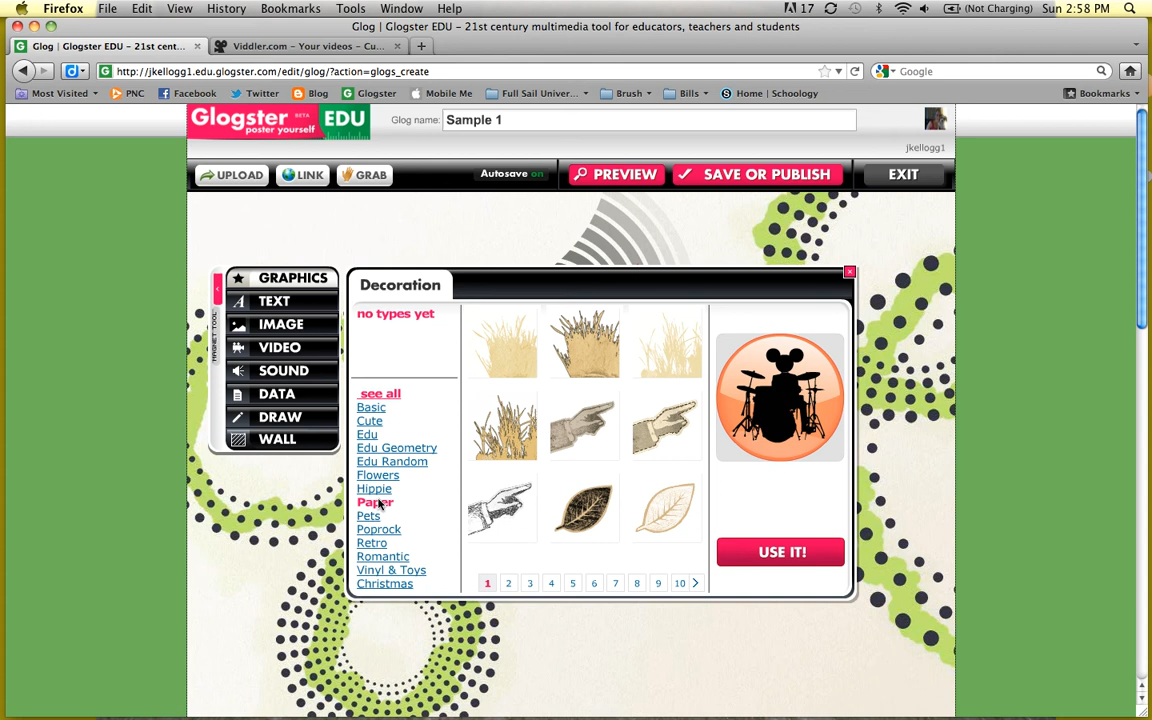 Firefox File Edit View History Bookmarks Tools Window Help 17 (Not Charging) Sun 2:58 PM
Glog | Glogster EDU – 21st century multimedia tool for educators, teachers and students
Glog | Glogster EDU – 21st cent... Viddler.com – Your videos – Cu...
http://jkellogg1.edu.glogster.com/edit/glog/?action=glogs_create Google
Most Visited PNC Facebook Twitter Blog Glogster Mobile Me Full Sail Univer... Brush Bills Home | Schoology Bookmarks
Glogster BETA EDU
poster yourself
Glog name: Sample 1
jkellogg1
UPLOAD LINK GRAB Autosave on PREVIEW SAVE OR PUBLISH EXIT
MAGNET TOOL
GRAPHICS
TEXT
IMAGE
VIDEO
SOUND
DATA
DRAW
WALL
Decoration
no types yet
see all
Basic
Cute
Edu
Edu Geometry
Edu Random
Flowers
Hippie
Paper
Pets
Poprock
Retro
Romantic
Vinyl & Toys
Christmas
1 2 3 4 5 6 7 8 9 10 >
USE IT!